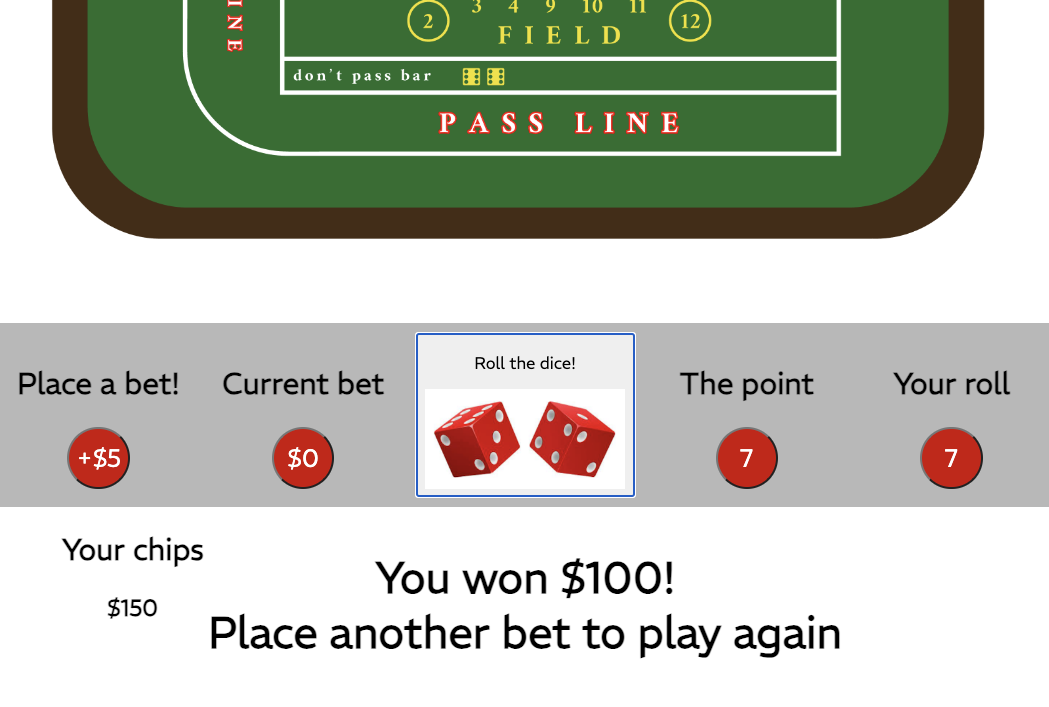 LINE
3 4 9 10 11
2 12
FIELD
don't pass bar
PASS LINE
Place a bet!
Current bet
Roll the dice!
The point
Your roll
+$5
$0
7
7
Your chips
$150
You won $100!
Place another bet to play again